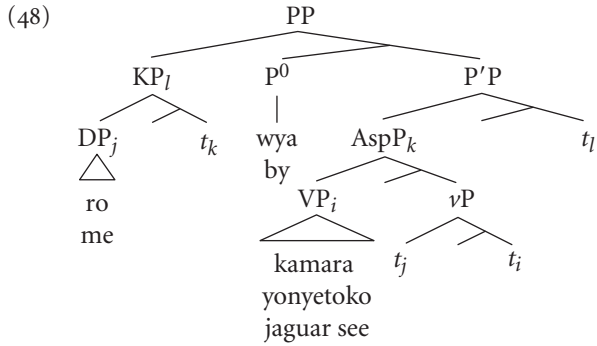 (48) PP
KP_l P⁰ P′P
DP_j t_k wya AspP_k t_l
by
ro VP_i vP
me
kamara t_j t_i
yonyetoko
jaguar see